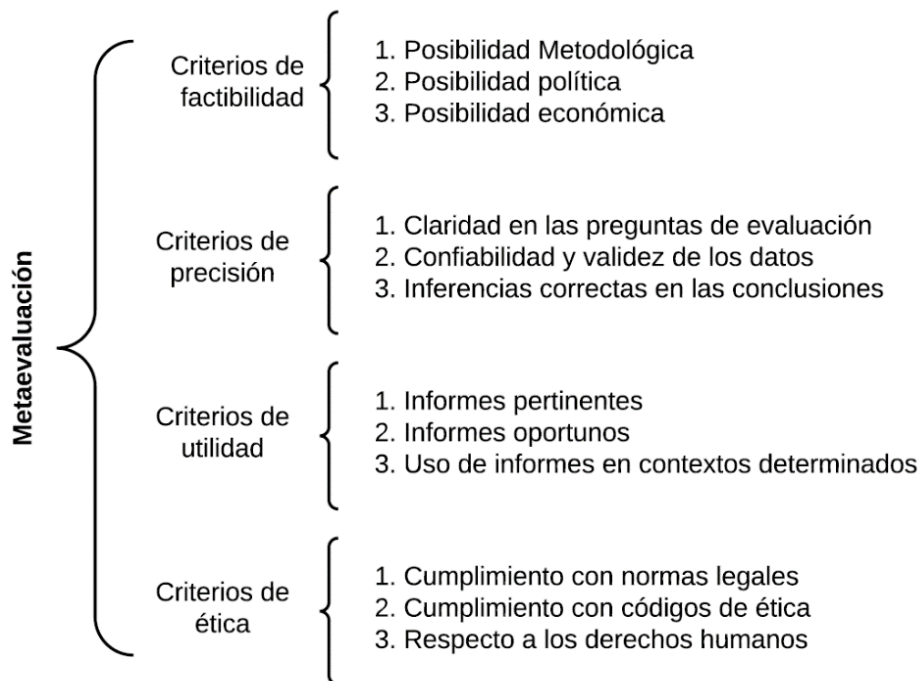 Metaevaluación
Criterios de
factibilidad
1. Posibilidad Metodológica
2. Posibilidad política
3. Posibilidad económica
Criterios de
precisión
1. Claridad en las preguntas de evaluación
2. Confiabilidad y validez de los datos
3. Inferencias correctas en las conclusiones
Criterios de
utilidad
1. Informes pertinentes
2. Informes oportunos
3. Uso de informes en contextos determinados
Criterios de
ética
1. Cumplimiento con normas legales
2. Cumplimiento con códigos de ética
3. Respecto a los derechos humanos